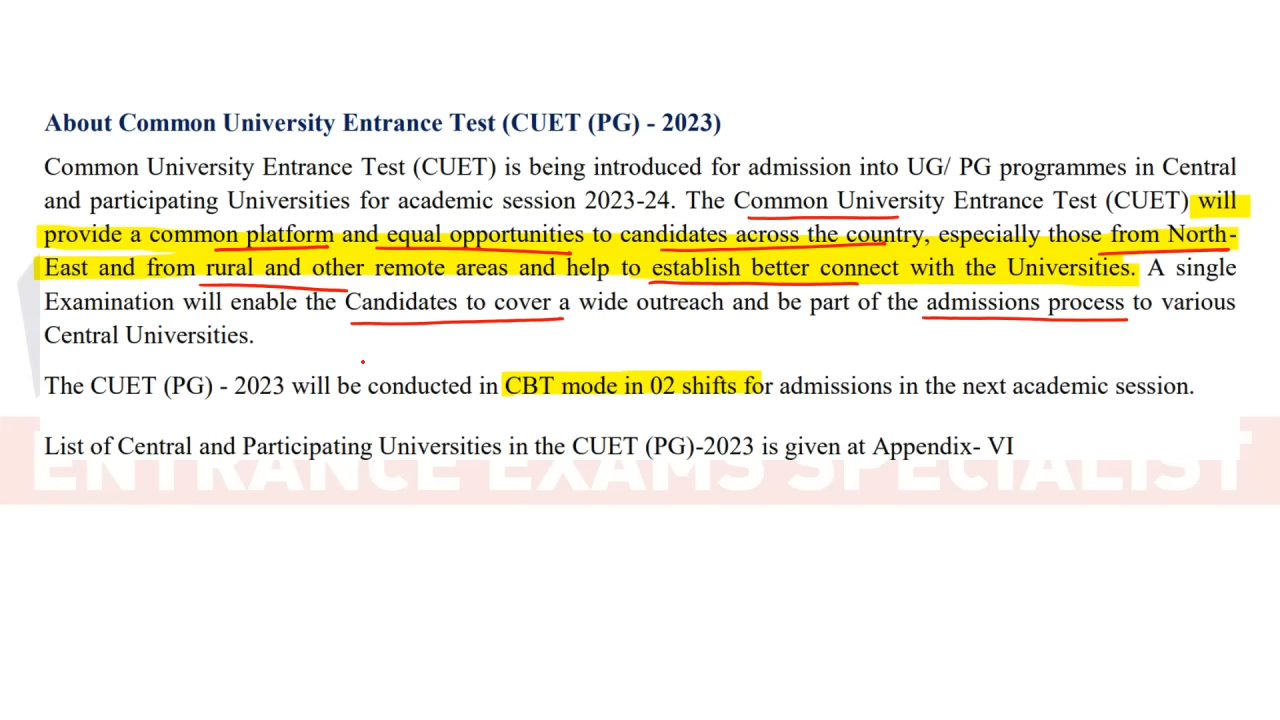 About Common University Entrance Test (CUET (PG) - 2023)
Common University Entrance Test (CUET) is being introduced for admission into UG/ PG programmes in Central
and participating Universities for academic session 2023-24. The Common University Entrance Test (CUET) will
provide a common platform and equal opportunities to candidates across the country, especially those from North-
East and from rural and other remote areas and help to establish better connect with the Universities. A single
Examination will enable the Candidates to cover a wide outreach and be part of the admissions process to various
Central Universities.
The CUET (PG) - 2023 will be conducted in CBT mode in 02 shifts for admissions in the next academic session.
List of Central and Participating Universities in the CUET (PG)-2023 is given at Appendix- VI
ENTRANCE EXAMS SPECIALIST